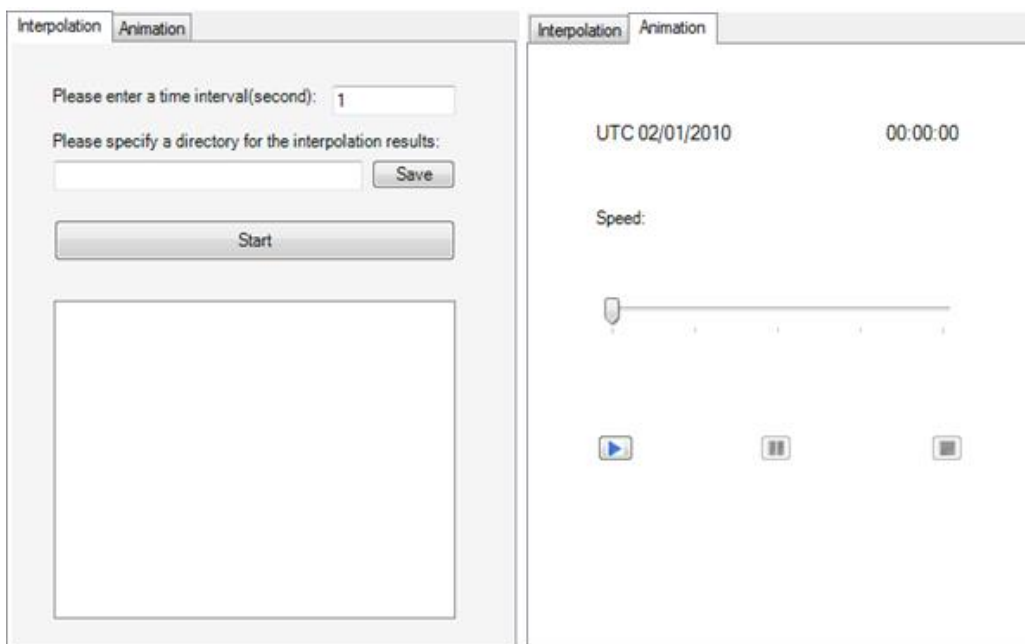 Interpolation Animation
Please enter a time interval(second): 1
Please specify a directory for the interpolation results:
Save
Start
Interpolation Animation
UTC 02/01/2010 00:00:00
Speed: